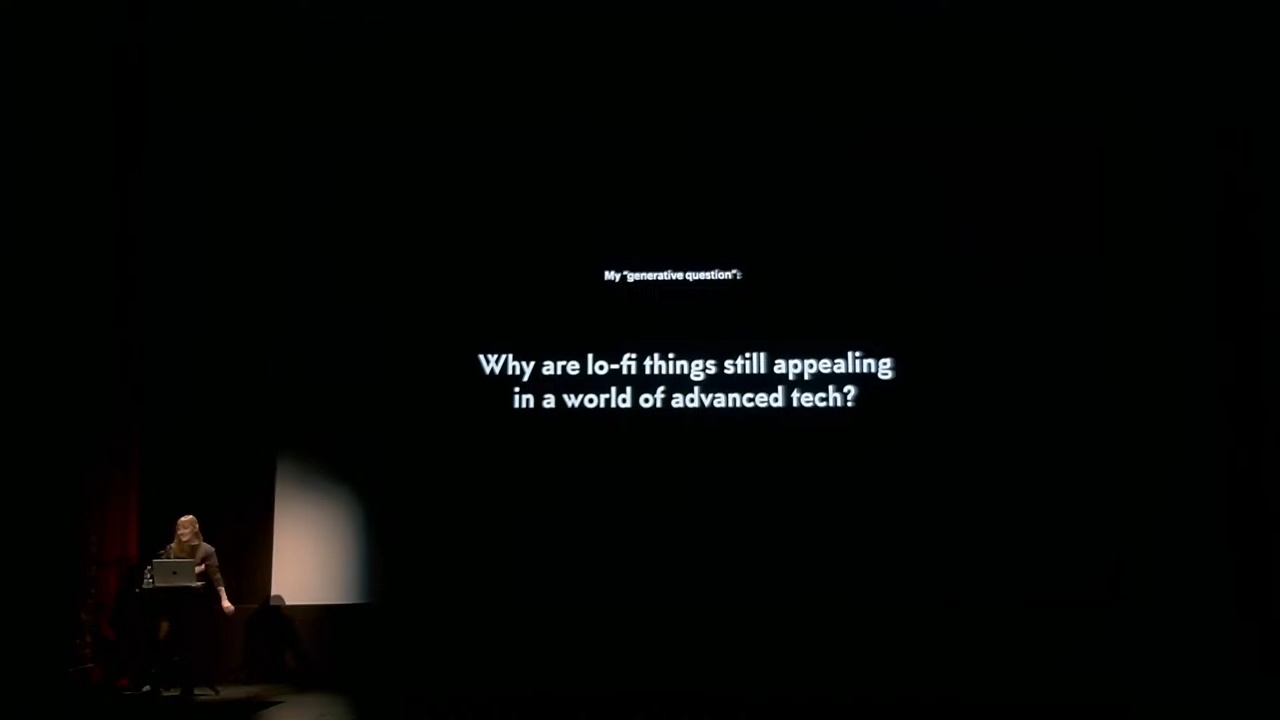 My “generative question”:
Why are lo-fi things still appealing
in a world of advanced tech?